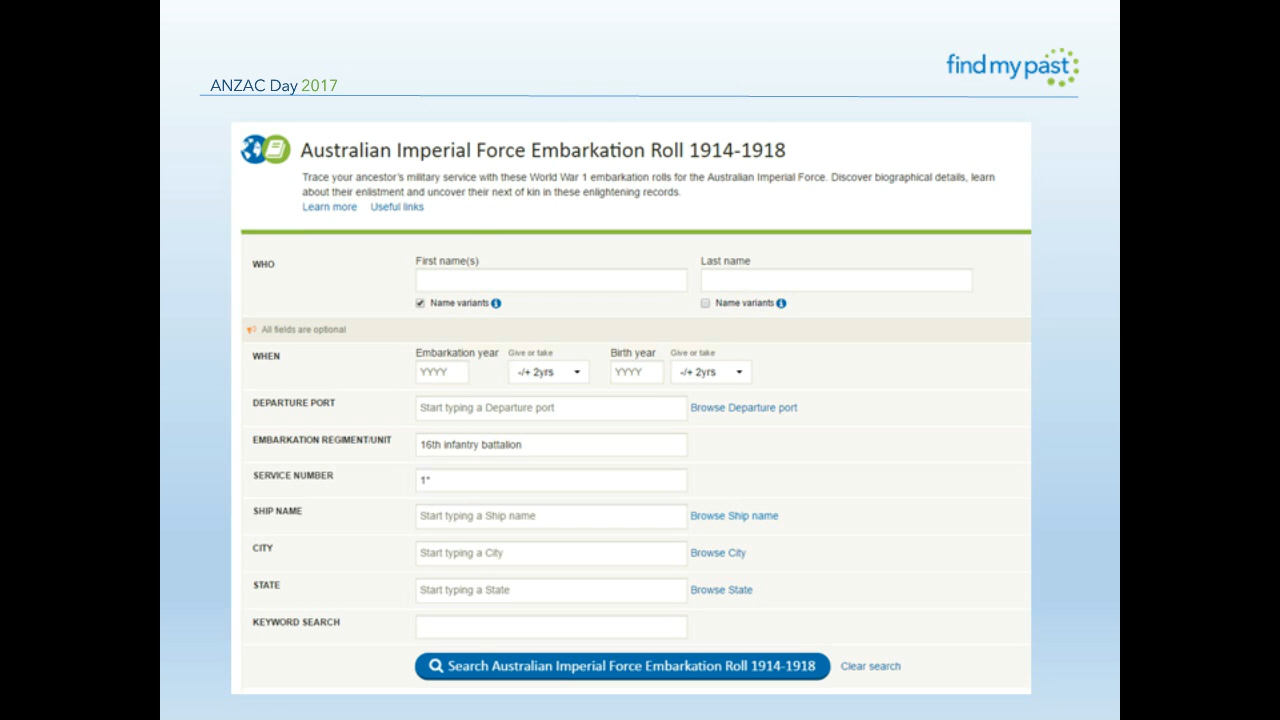 find my past
ANZAC Day 2017
Australian Imperial Force Embarkation Roll 1914-1918
Trace your ancestor's military service with these World War 1 embarkation rolls for the Australian Imperial Force. Discover biographical details, learn
about their enlistment and uncover their next of kin in these enlightening records.
Learn more Useful links
WHO First name(s) Last name
Name variants Name variants
All fields are optional
WHEN Embarkation year Give or take Birth year Give or take
YYYY -/+ 2yrs YYYY -/+ 2yrs
DEPARTURE PORT Start typing a Departure port Browse Departure port
EMBARKATION REGIMENT/UNIT 16th infantry battalion
SERVICE NUMBER 1*
SHIP NAME Start typing a Ship name Browse Ship name
CITY Start typing a City Browse City
STATE Start typing a State Browse State
KEYWORD SEARCH
Search Australian Imperial Force Embarkation Roll 1914-1918 Clear search